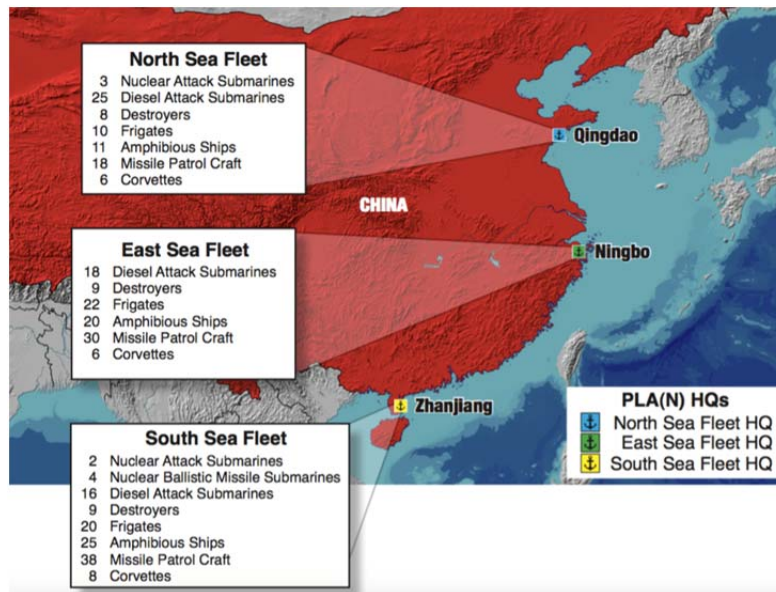 North Sea Fleet
3 Nuclear Attack Submarines
25 Diesel Attack Submarines
8 Destroyers
10 Frigates
11 Amphibious Ships
18 Missile Patrol Craft
6 Corvettes
Qingdao
CHINA
East Sea Fleet
18 Diesel Attack Submarines
9 Destroyers
22 Frigates
20 Amphibious Ships
30 Missile Patrol Craft
6 Corvettes
Ningbo
Zhanjiang
South Sea Fleet
2 Nuclear Attack Submarines
4 Nuclear Ballistic Missile Submarines
16 Diesel Attack Submarines
9 Destroyers
20 Frigates
25 Amphibious Ships
38 Missile Patrol Craft
8 Corvettes
PLA(N) HQs
North Sea Fleet HQ
East Sea Fleet HQ
South Sea Fleet HQ